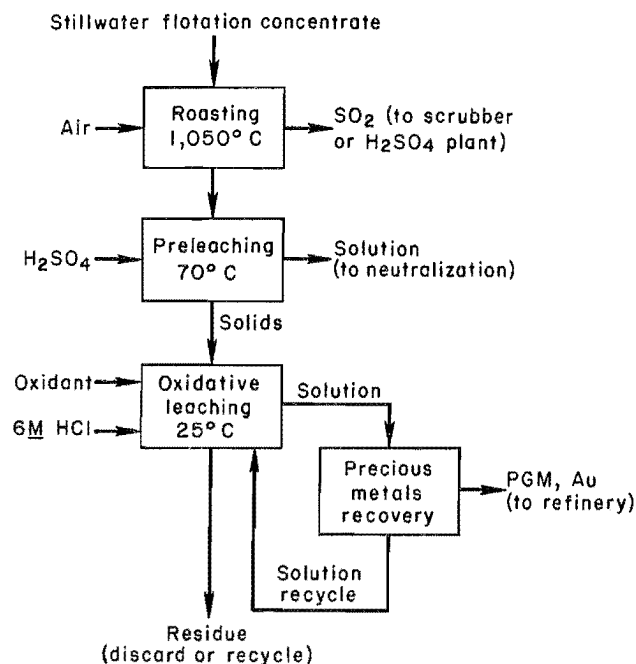 Stillwater flotation concentrate
Roasting
1,050° C
Air
SO2 (to scrubber
or H2SO4 plant)
Preleaching
70° C
H2SO4
Solution
(to neutralization)
Solids
Oxidant
6M HCl
Oxidative
leaching
25°C
Solution
Precious
metals
recovery
PGM, Au
(to refinery)
Solution
recycle
Residue
(discard or recycle)